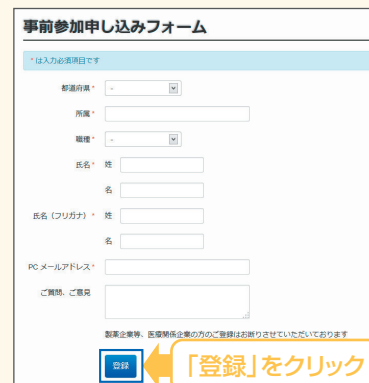 事前参加申し込みフォーム
* は入力必須項目です
都道府県 * -
所属 *
職種 * -
氏名 * 姓
名
氏名（フリガナ） * 姓
名
PC メールアドレス *
ご質問、ご意見
製薬企業等、医療関係企業の方のご登録はお断りさせていただいております
登録
「登録」をクリック